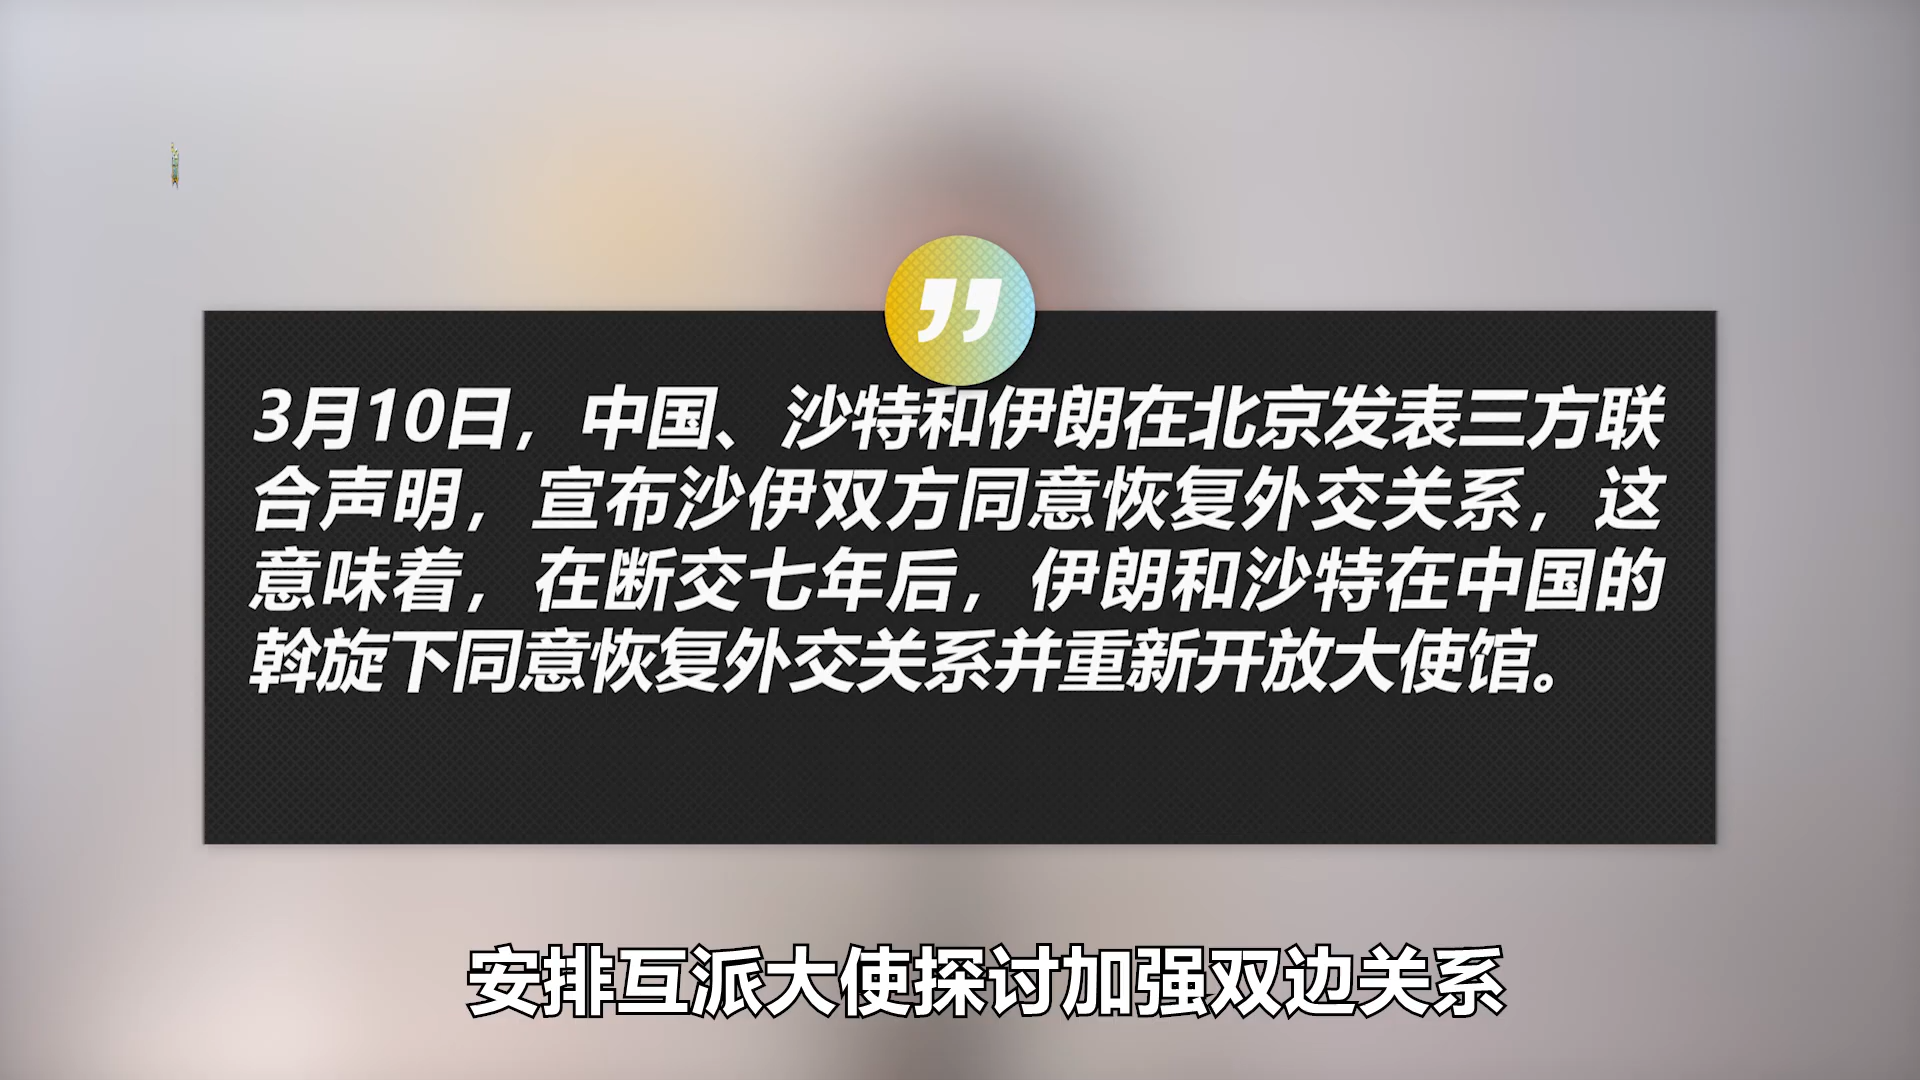 3月10日，中国、沙特和伊朗在北京发表三方联
合声明，宣布沙伊双方同意恢复外交关系，这
意味着，在断交七年后，伊朗和沙特在中国的
斡旋下同意恢复外交关系并重新开放大使馆。
安排互派大使探讨加强双边关系